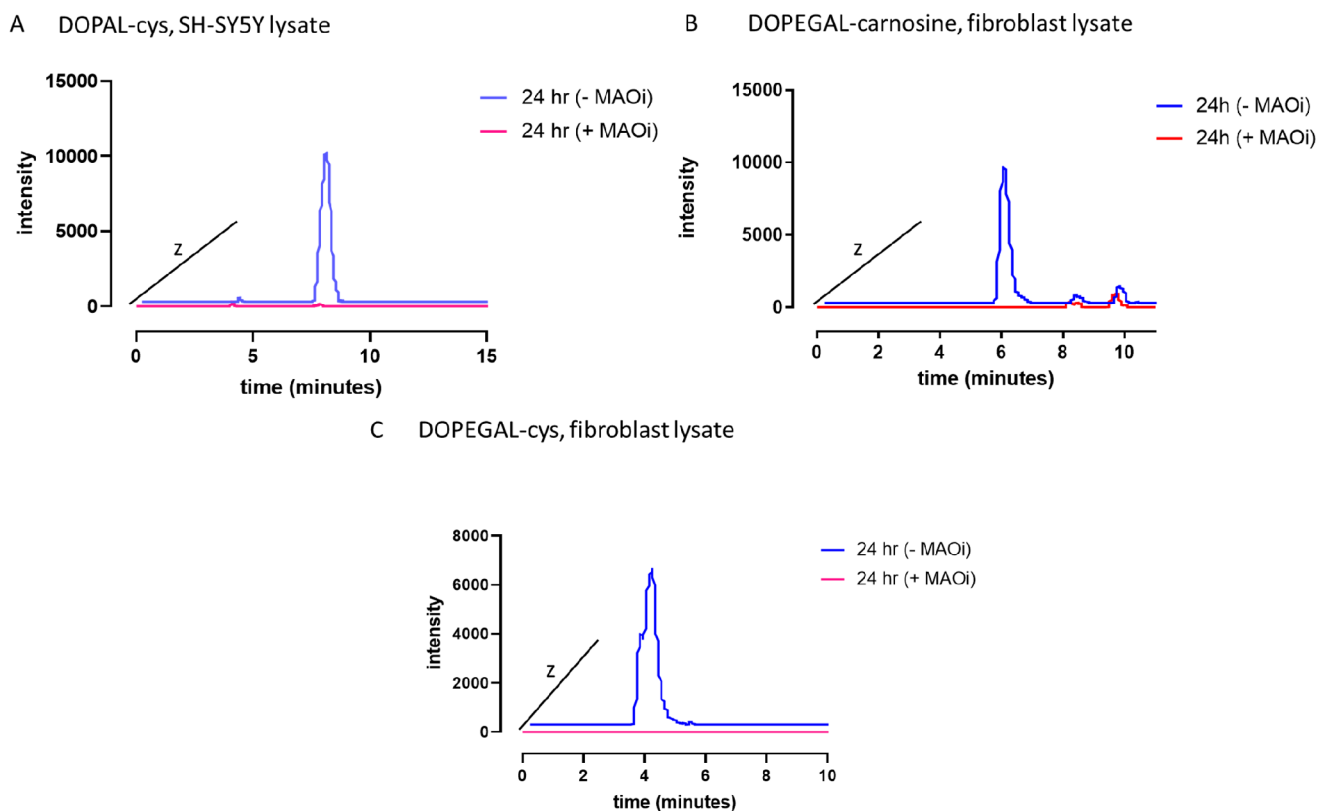 A DOPAL-cys, SH-SY5Y lysate
15000
10000
5000
0
intensity
z
24 hr (- MAOi)
24 hr (+ MAOi)
0 5 10 15
time (minutes)
B DOPEGAL-carnosine, fibroblast lysate
15000
10000
5000
0
intensity
z
24h (- MAOi)
24h (+ MAOi)
0 2 4 6 8 10
time (minutes)
C DOPEGAL-cys, fibroblast lysate
8000
6000
4000
2000
0
intensity
z
24 hr (- MAOi)
24 hr (+ MAOi)
0 2 4 6 8 10
time (minutes)